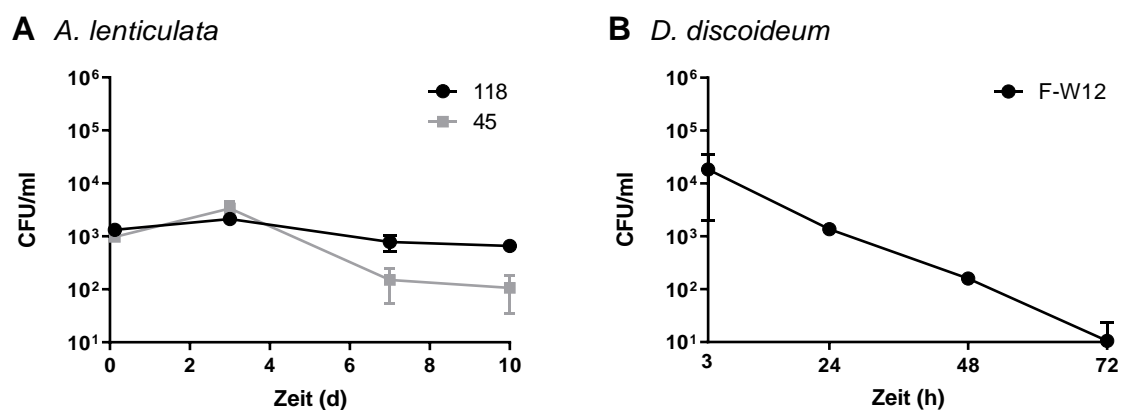 A A. lenticulata
10⁶
10⁵
10⁴
10³
10²
10¹
CFU/ml
118
45
0 2 4 6 8 10
Zeit (d)
B D. discoideum
10⁶
10⁵
10⁴
10³
10²
10¹
CFU/ml
F-W12
3 24 48 72
Zeit (h)